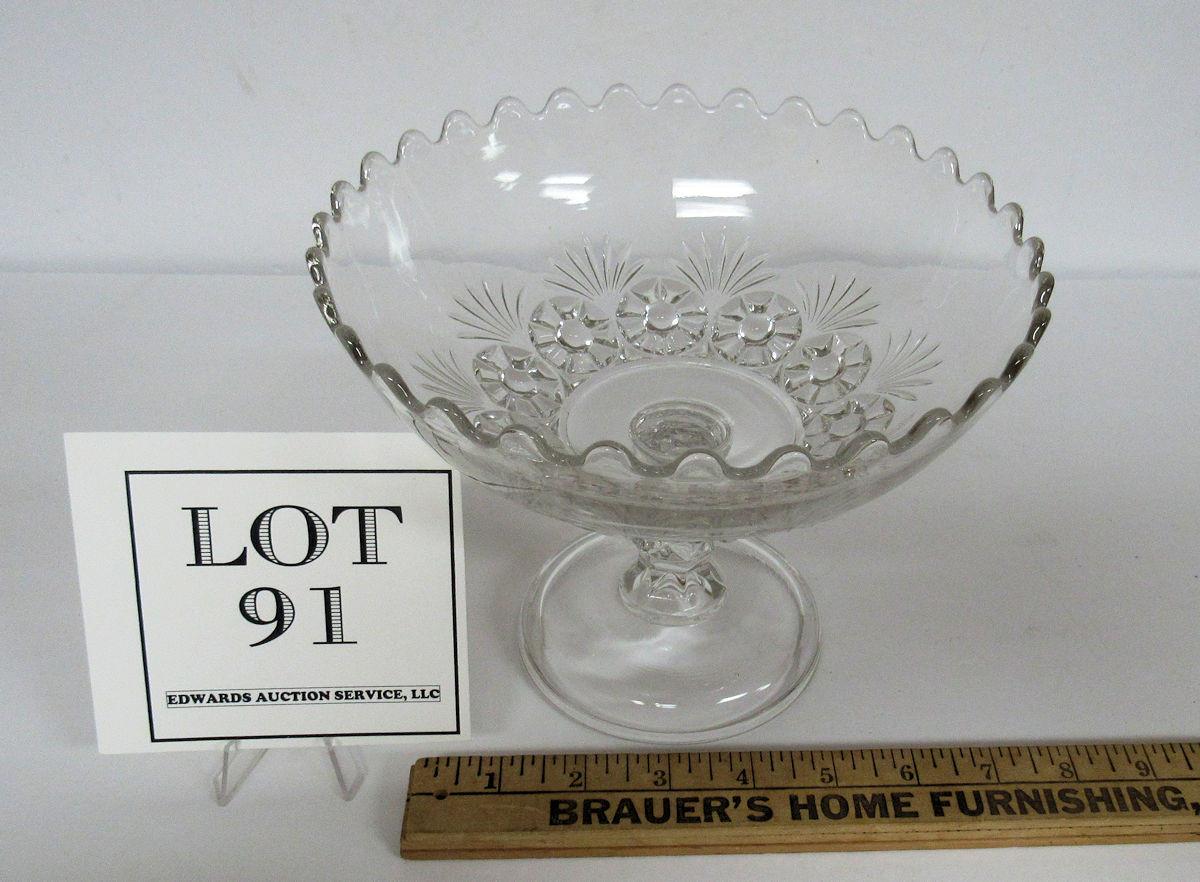 LOT
91
EDWARDS AUCTION SERVICE, LLC
1 2 3 4 5 6 7 8 9
BRAUER'S HOME FURNISHING,